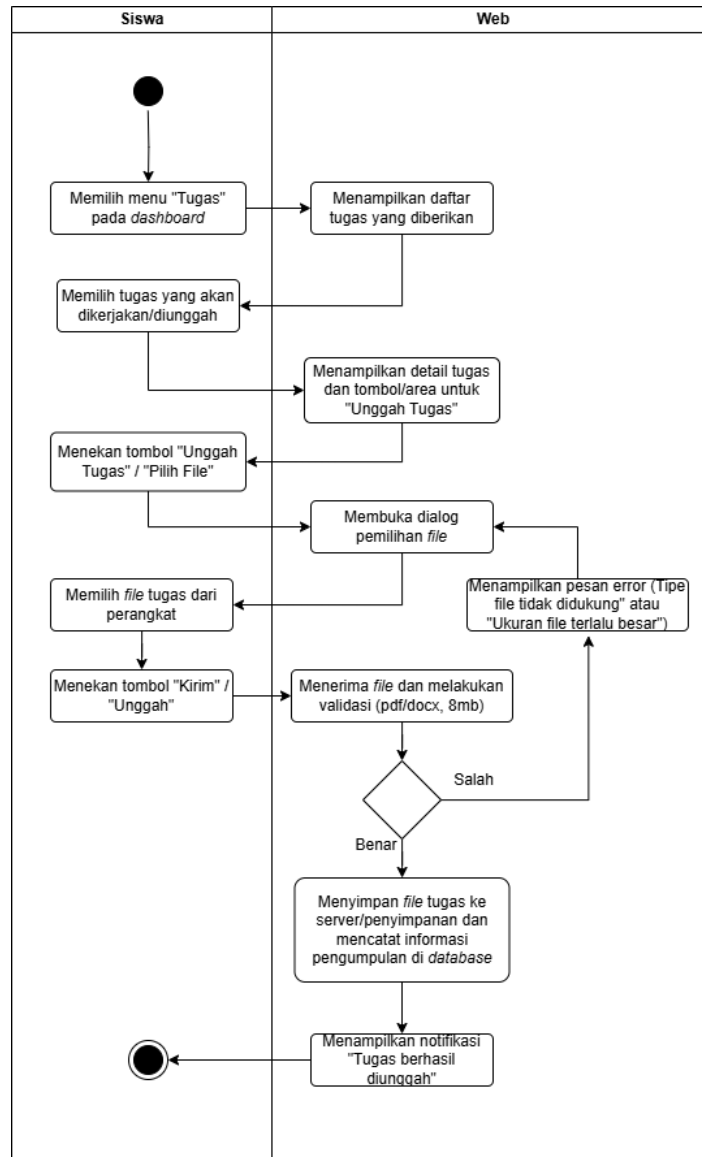 Siswa
Web
Memilih menu "Tugas"
pada dashboard
Menampilkan daftar
tugas yang diberikan
Memilih tugas yang akan
dikerjakan/diunggah
Menampilkan detail tugas
dan tombol/area untuk
"Unggah Tugas"
Menekan tombol "Unggah
Tugas" / "Pilih File"
Membuka dialog
pemilihan file
Menampilkan pesan error (Tipe
file tidak didukung" atau
"Ukuran file terlalu besar")
Memilih file tugas dari
perangkat
Menekan tombol "Kirim" /
"Unggah"
Menerima file dan melakukan
validasi (pdf/docx, 8mb)
Salah
Benar
Menyimpan file tugas ke
server/penyimpanan dan
mencatat informasi
pengumpulan di database
Menampilkan notifikasi
"Tugas berhasil
diunggah"